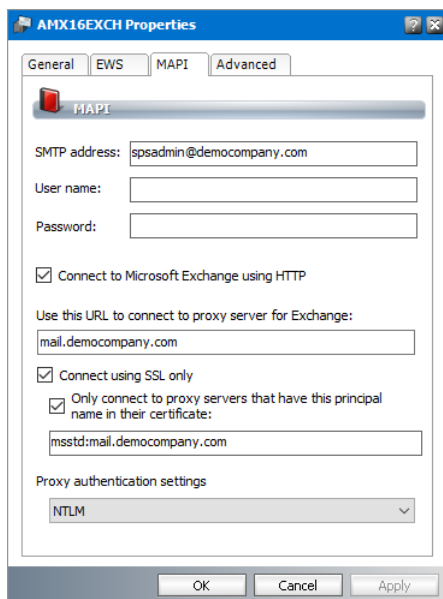 AMX16EXCH Properties
? X
General EWS MAPI Advanced
MAPI
SMTP address: spsadmin@democompany.com
User name:
Password:
Connect to Microsoft Exchange using HTTP
Use this URL to connect to proxy server for Exchange:
mail.democompany.com
Connect using SSL only
Only connect to proxy servers that have this principal
name in their certificate:
msstd:mail.democompany.com
Proxy authentication settings
NTLM
OK Cancel Apply